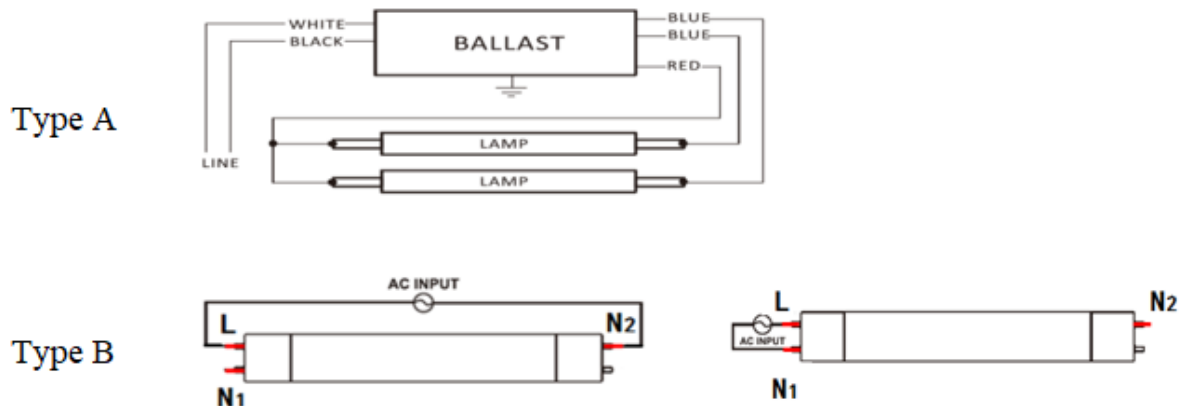 WHITE
BLACK
BALLAST
BLUE
BLUE
RED
Type A
LAMP
LINE
LAMP
AC INPUT
L
N2
N1
Type B
L
N2
AC INPUT
N1